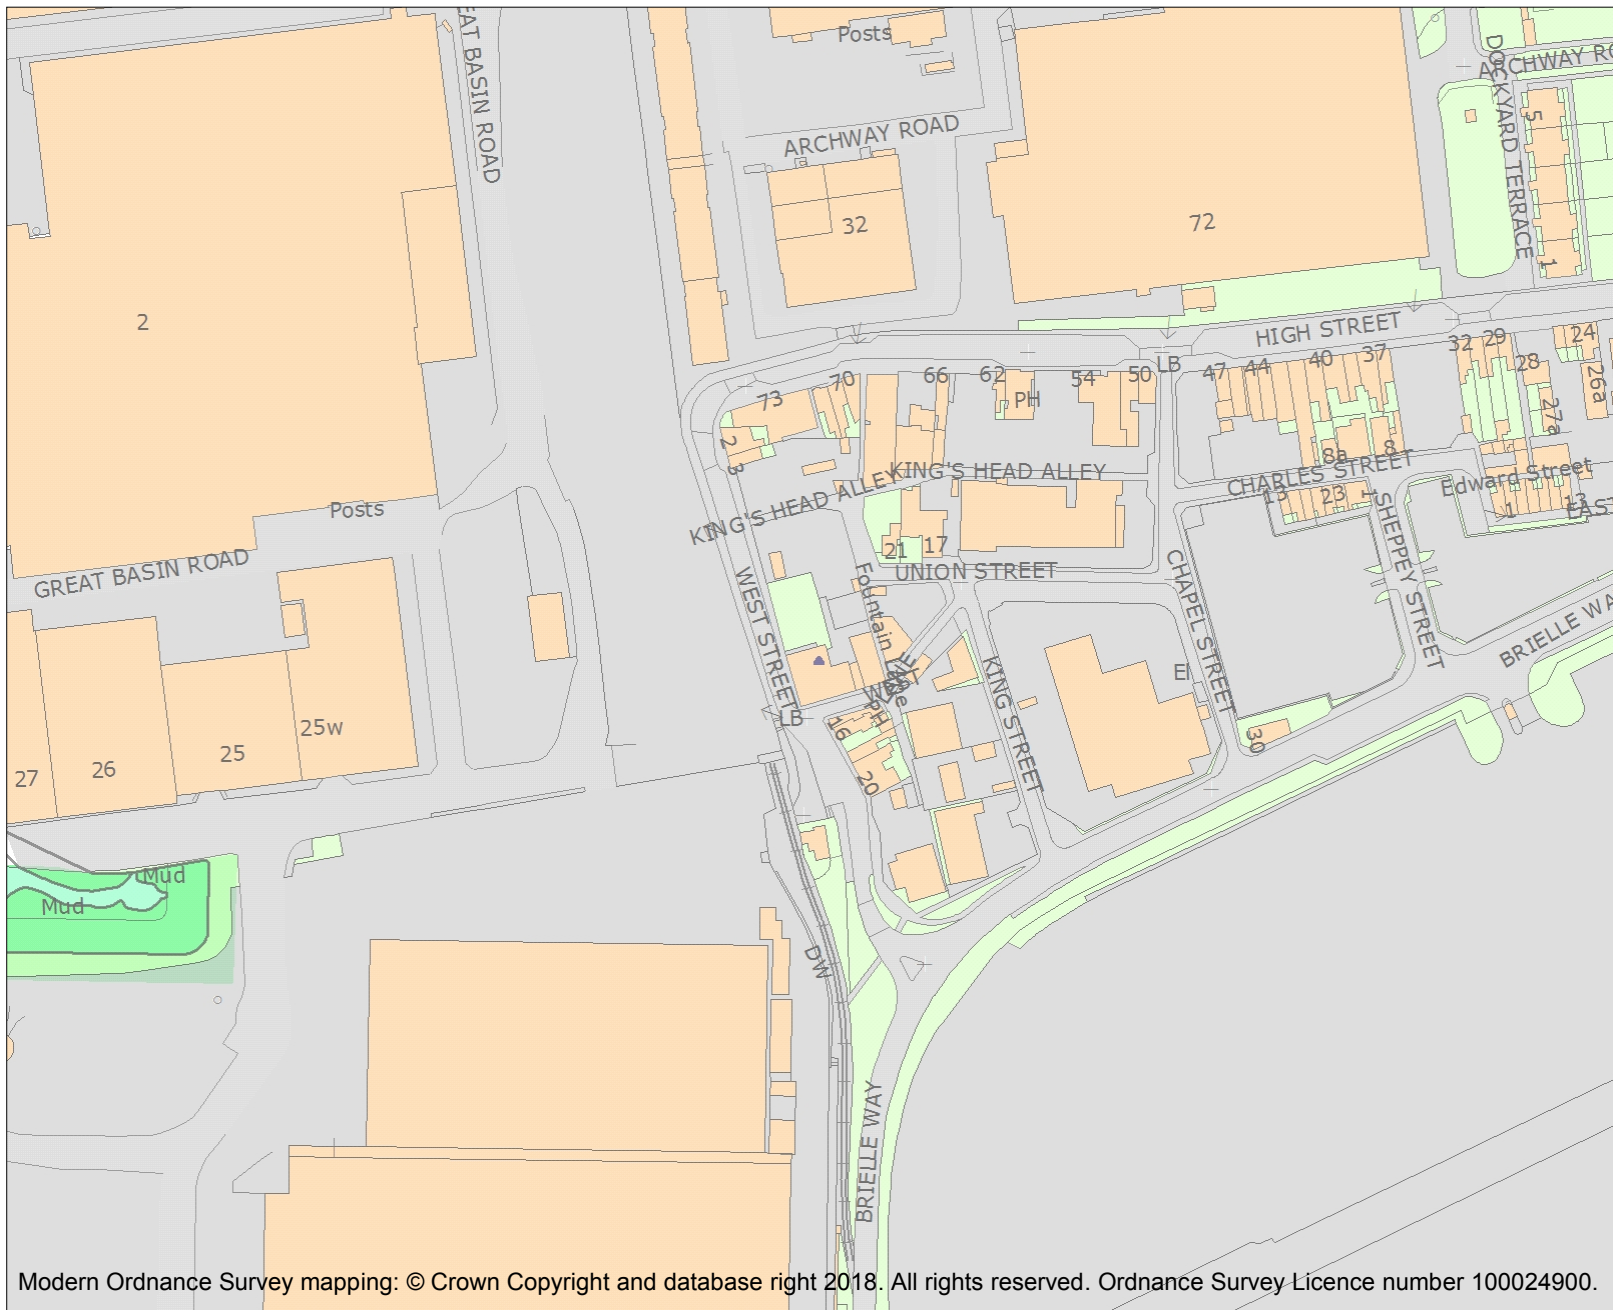 EAT BASIN ROAD
Posts
ARCHWAY RO
DOCKYARD TERRACE
5
1
ARCHWAY ROAD
32
72
2
HIGH STREET
LB
73
70
66
62
PH
54
50
47
44
40
37
32
29
28
24
26a
27a
2
3
8a
8
KING'S HEAD ALLEY
KING'S HEAD ALLEY
CHARLES STREET
Edward Street
13
23
1
1
13
EAST
Posts
GREAT BASIN ROAD
21
17
UNION STREET
WEST STREET
Fountain
CHAPEL STREET
SHEPPEY STREET
BRIELLE WA
KING STREET
El
WEST
PH
LB
16
20
30
27
26
25
25w
Mud
Mud
DW
BRIELLE WAY
Modern Ordnance Survey mapping: © Crown Copyright and database right 2018. All rights reserved. Ordnance Survey Licence number 100024900.